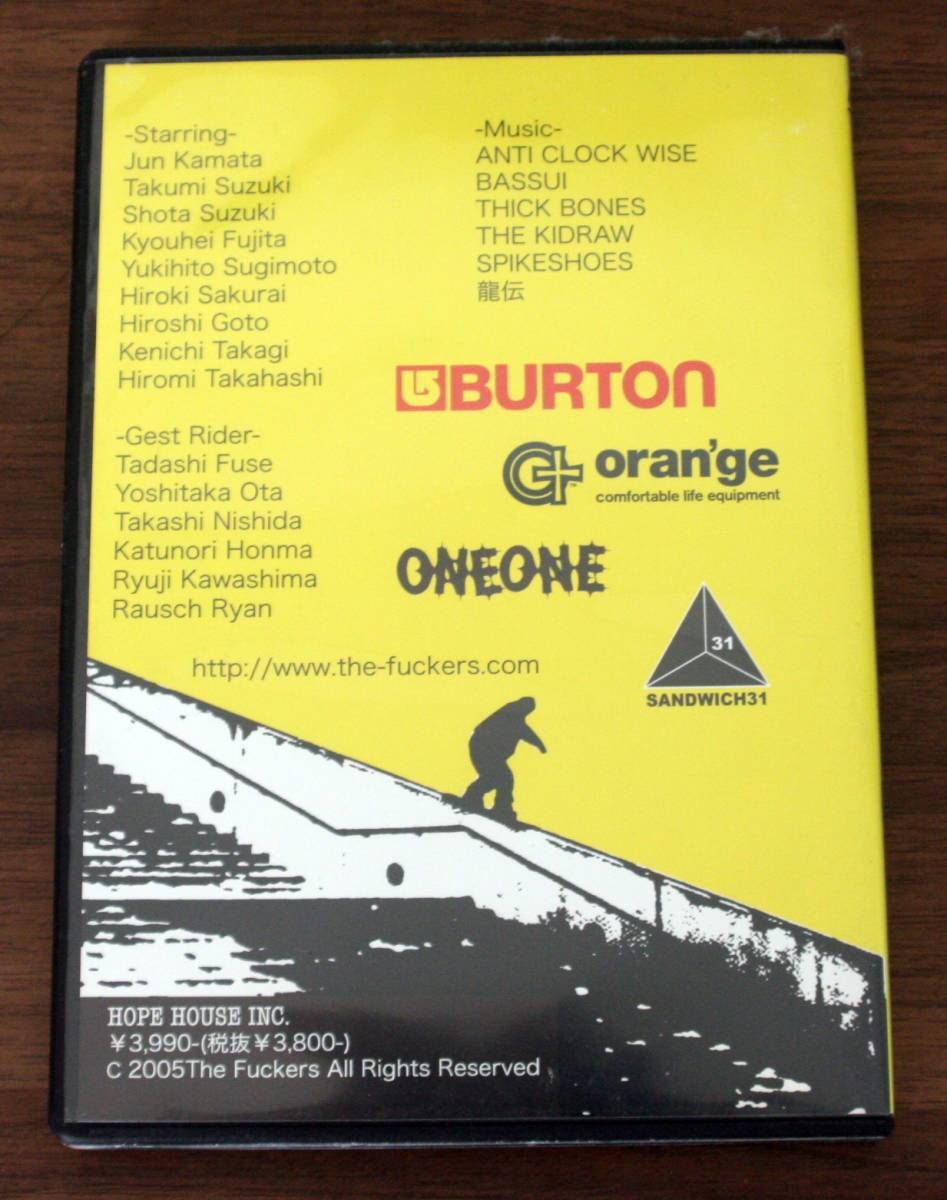 -Starring-
Jun Kamata
Takumi Suzuki
Shota Suzuki
Kyouhei Fujita
Yukihito Sugimoto
Hiroki Sakurai
Hiroshi Goto
Kenichi Takagi
Hiromi Takahashi
-Gest Rider-
Tadashi Fuse
Yoshitaka Ota
Takashi Nishida
Katunori Honma
Ryuji Kawashima
Rausch Ryan
-Music-
ANTI CLOCK WISE
BASSUI
THICK BONES
THE KIDRAW
SPIKESHOES
龍伝
BURTON
oran'ge
comfortable life equipment
ONEONE
31
SANDWICH31
http://www.the-fuckers.com
HOPE HOUSE INC.
￥3,990-(税抜￥3,800-)
C 2005The Fuckers All Rights Reserved